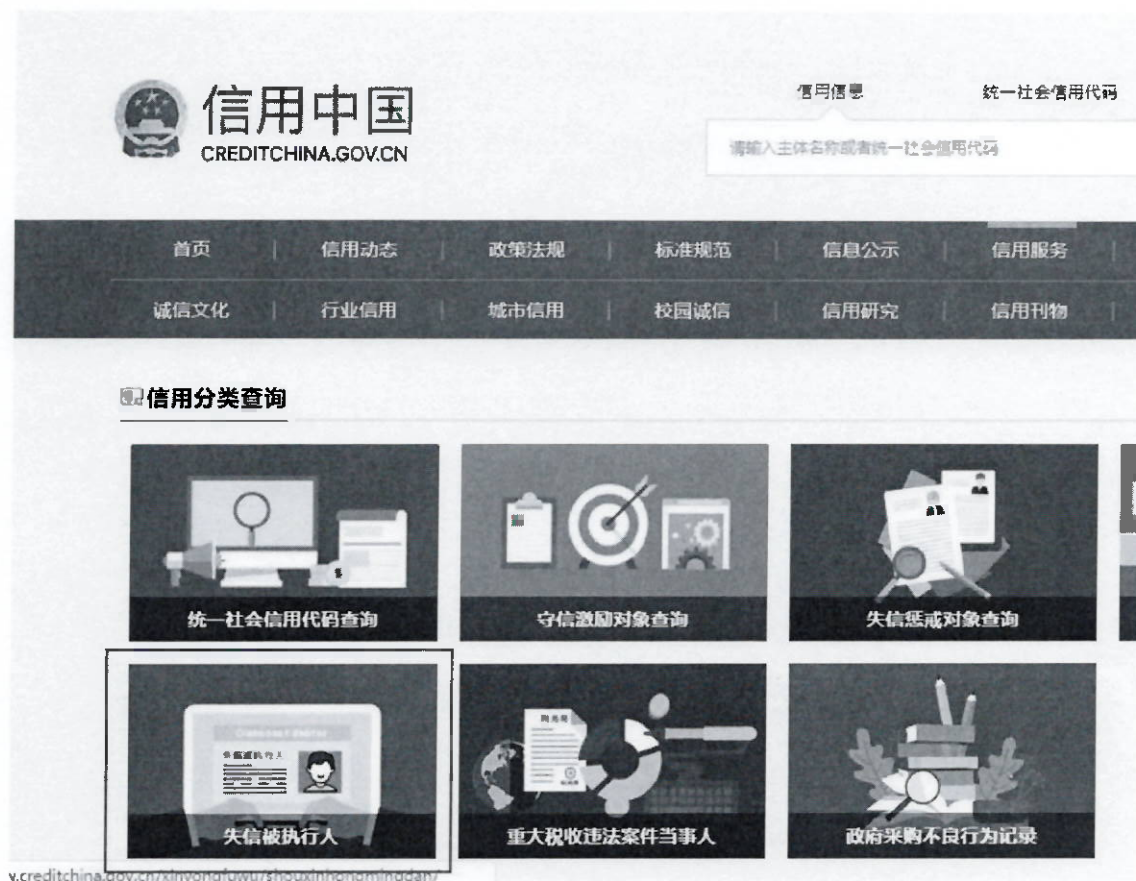 信用中国
CREDITCHINA.GOV.CN
信用信息 统一社会信用代码
请输入主体名称或者统一社会信用代码
首页 信用动态 政策法规 标准规范 信息公示 信用服务
诚信文化 行业信用 城市信用 校园诚信 信用研究 信用刊物
信用分类查询
统一社会信用代码查询 守信激励对象查询 失信惩戒对象查询
失信被执行人
失信被执行人 重大税收违法案件当事人 政府采购不良行为记录
v.creditchina.gov.cn/xinyongfuwu/shouxinhongmingdan/